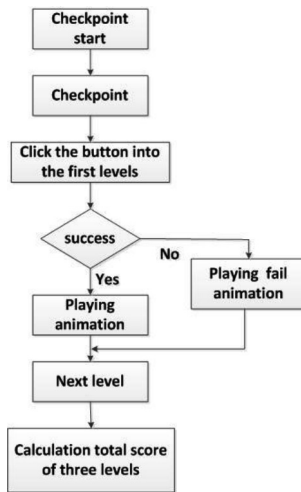 Checkpoint
start
Checkpoint
Click the button into
the first levels
success
No
Yes
Playing fail
animation
Playing
animation
Next level
Calculation total score
of three levels